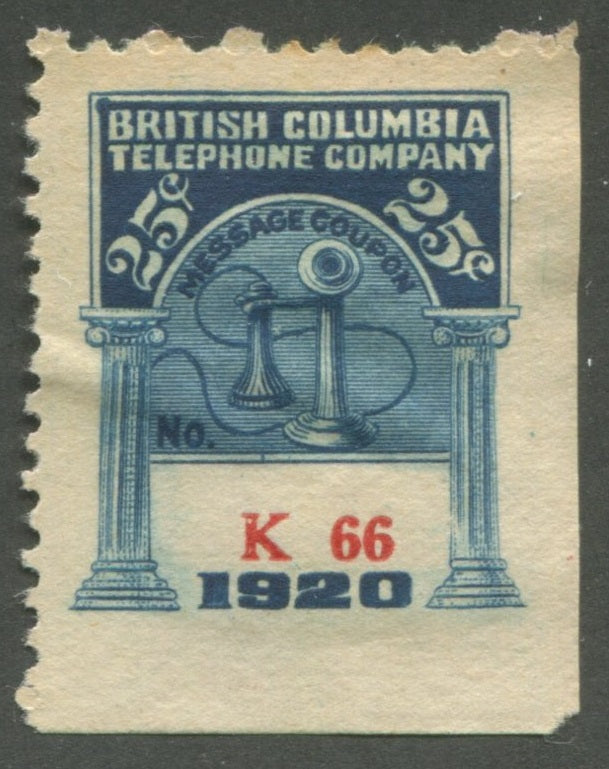 BRITISH COLUMBIA
TELEPHONE COMPANY
25¢ 25¢
MESSAGE COUPON
No.
K 66
1920